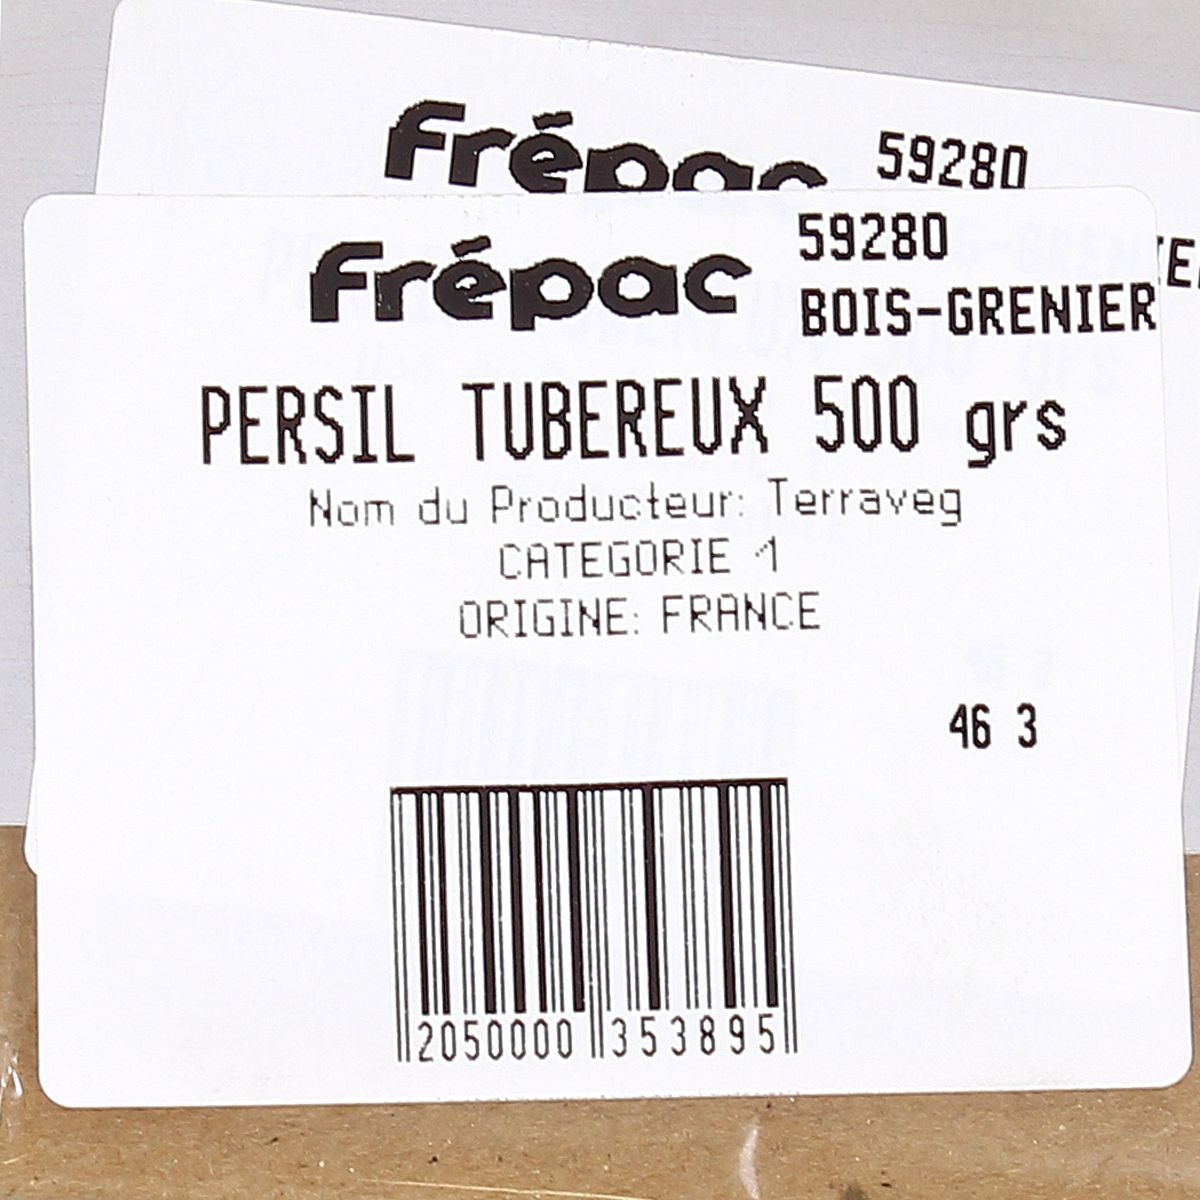 Frépac 59280
Frépac 59280
BOIS-GRENIER
PERSIL TUBEREUX 500 grs
Nom du Producteur: Terraveg
CATEGORIE 1
ORIGINE: FRANCE
46 3
2050000 353895